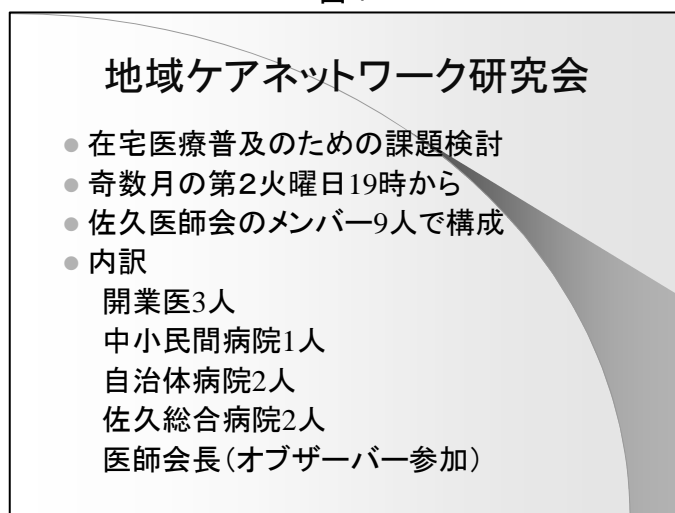 地域ケアネットワーク研究会
在宅医療普及のための課題検討
奇数月の第2火曜日19時から
佐久医師会のメンバー9人で構成
内訳
開業医3人
中小民間病院1人
自治体病院2人
佐久総合病院2人
医師会長(オブザーバー参加)